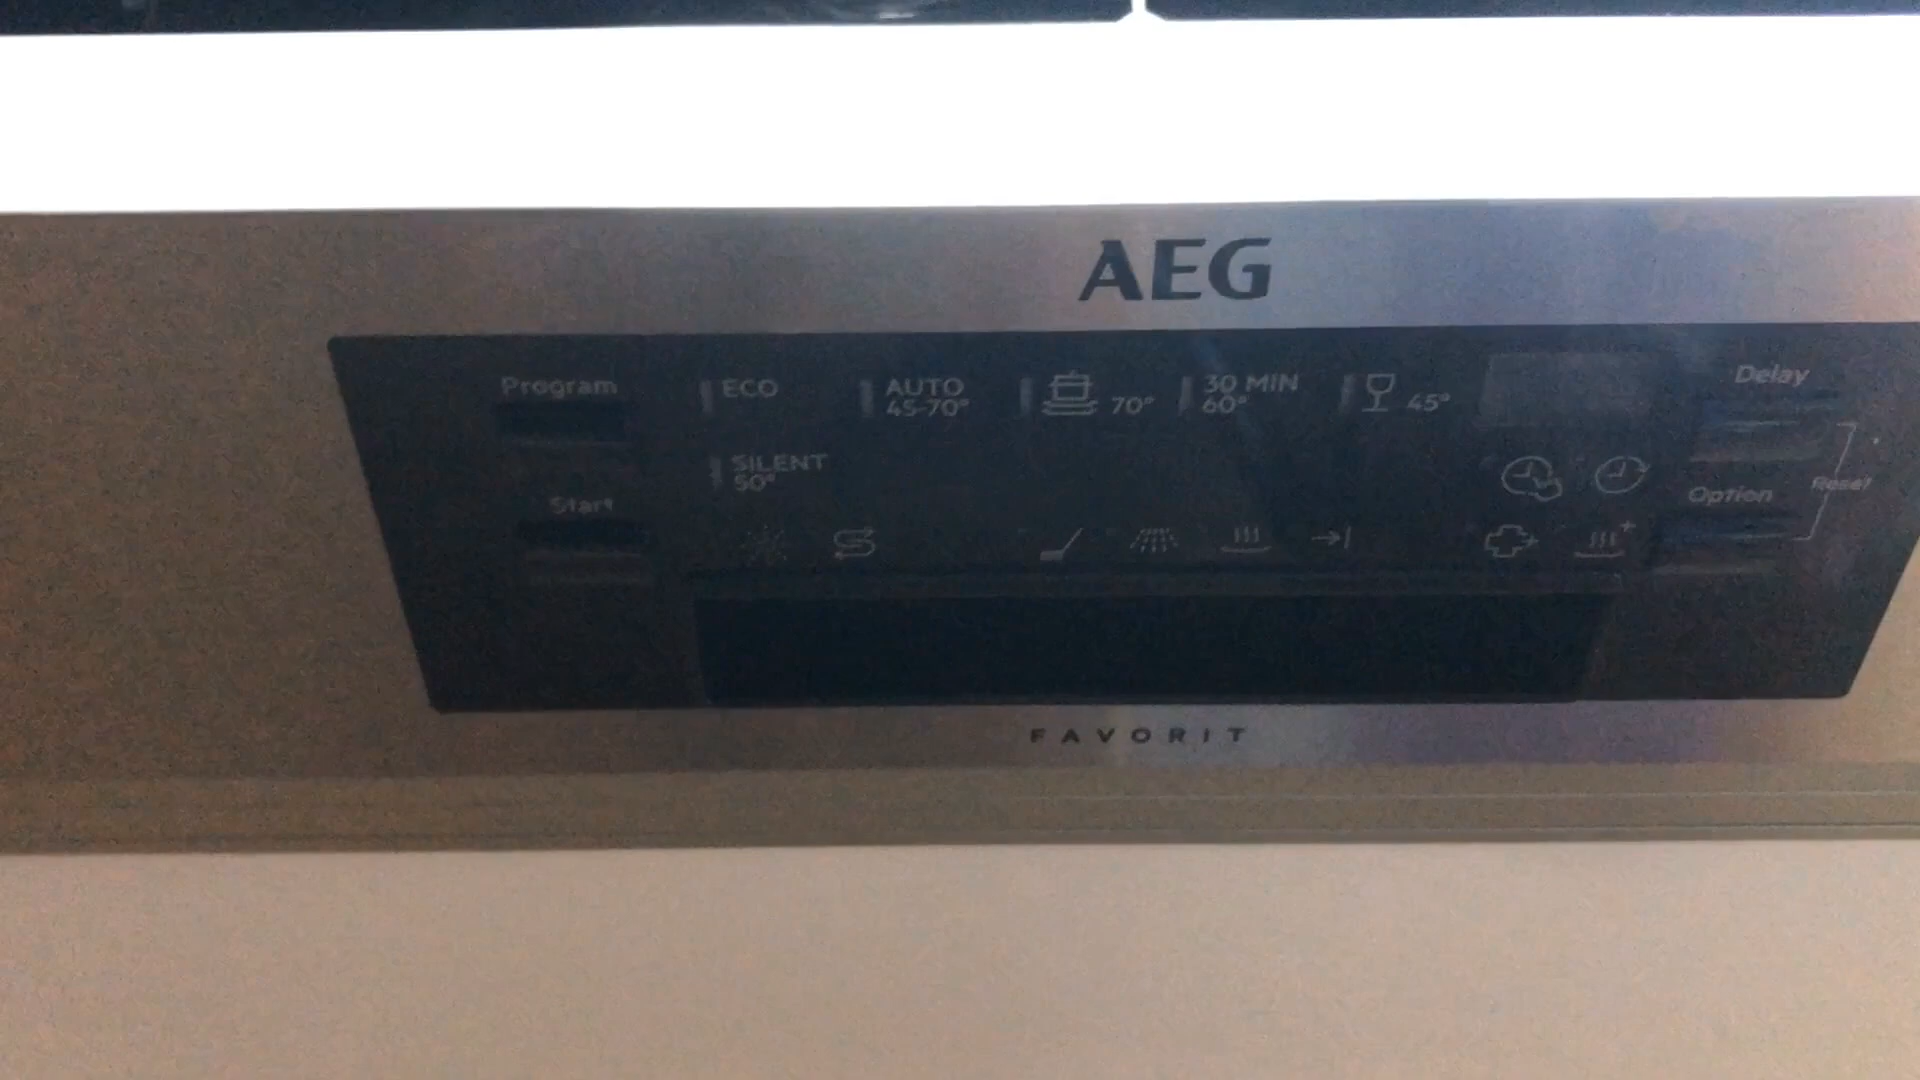 AEG
Program
ECO
AUTO
45-70°
70°
30 MIN
60°
45°
Delay
SILENT
50°
Start
Option
Reset
FAVORIT